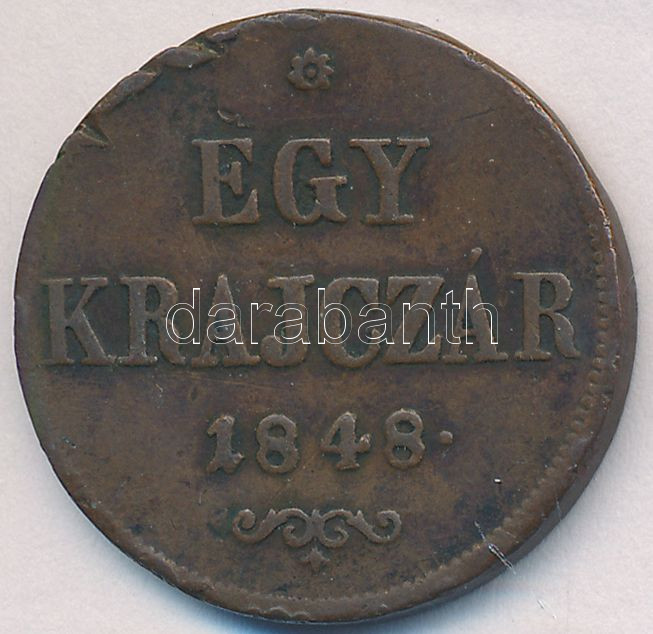 EGY
KRAJCZÁR
darabanth
1848.